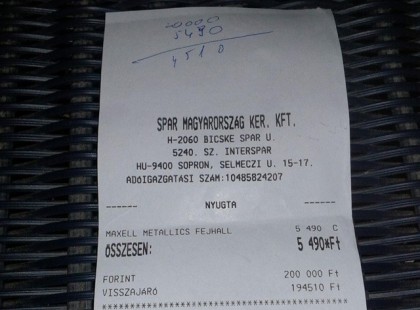 20000
5490
4510
SPAR MAGYARORSZÁG KER. KFT.
H-2060 BICSKE SPAR U.
5240. SZ. INTERSPAR
HU-9400 SOPRON, SELMECZI U. 15-17.
ADÓIGAZGATÁSI SZÁM:10485824207
------ NYUGTA ------
MAXELL METALLICS FEJHALL 5 490 C
ÖSSZESEN: 5 490*Ft
FORINT 200 000 Ft
VISSZAJÁRÓ 194510 Ft